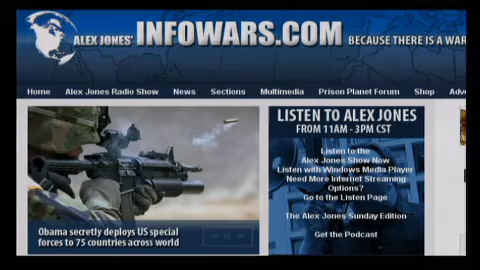 ALEX JONES' INFOWARS.COM BECAUSE THERE IS A WAR
Home Alex Jones Radio Show News Sections Multimedia Prison Planet Forum Shop Adve
LISTEN TO ALEX JONES
FROM 11AM - 3PM CST
Listen to the
Alex Jones Show Now
Listen with Windows Media Player
Need More Internet Streaming
Options?
Go to the Listen Page
The Alex Jones Sunday Edition
Get the Podcast
Obama secretly deploys US special
forces to 75 countries across world